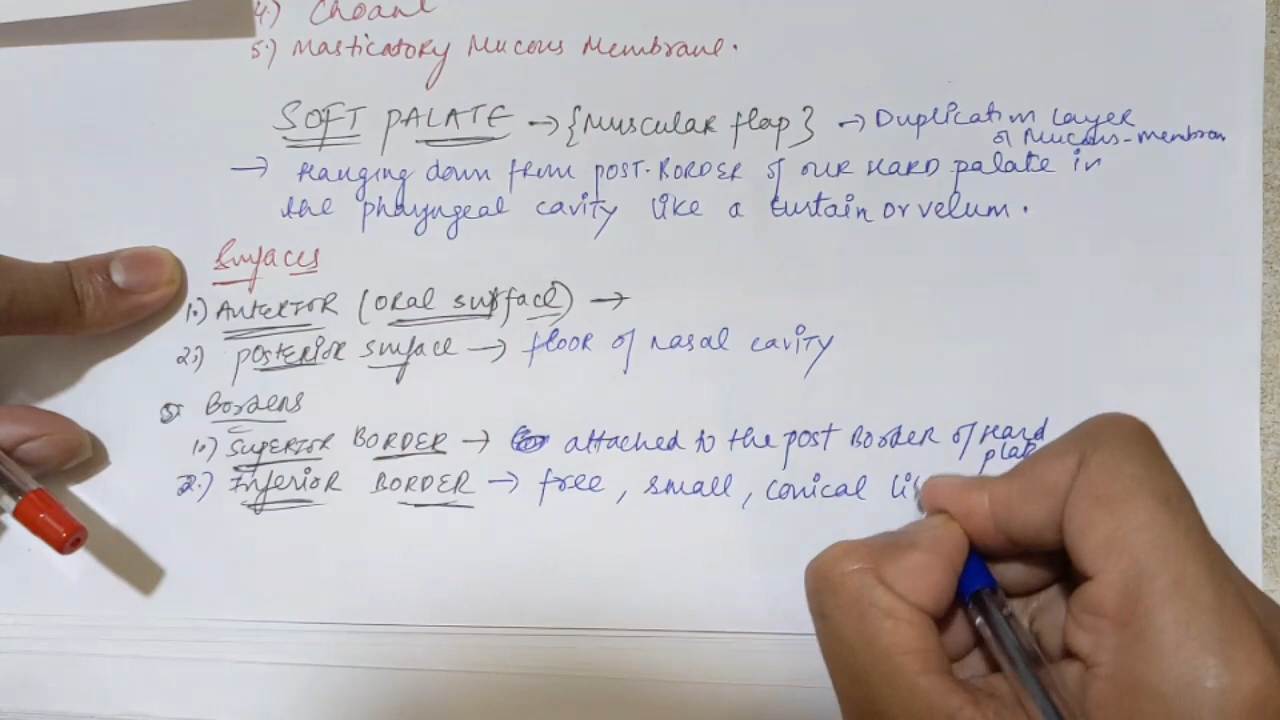 4.) Choanae
5.) Masticatory Mucous Membrane.
SOFT PALATE → {Muscular flap} → Duplication Layer
of Mucous-membran
→ Hanging down from POST. BORDER of our HARD palate in
the pharyngeal cavity like a curtain or velum.
Surfaces
1.) ANTERIOR (oral surface) →
2.) posterior surface → floor of nasal cavity
Borders
1.) SUPERIOR BORDER → attached to the post Border of Hard
plate
2.) Inferior BORDER → free, small, conical li